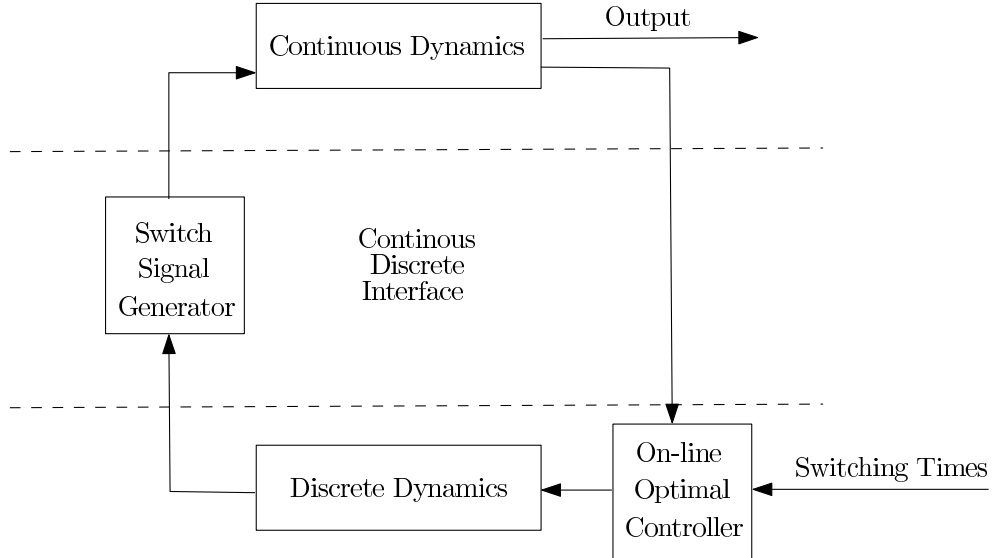 Output
Continuous Dynamics
Switch
Signal
Generator
Continous
Discrete
Interface
On-line
Optimal
Controller
Switching Times
Discrete Dynamics